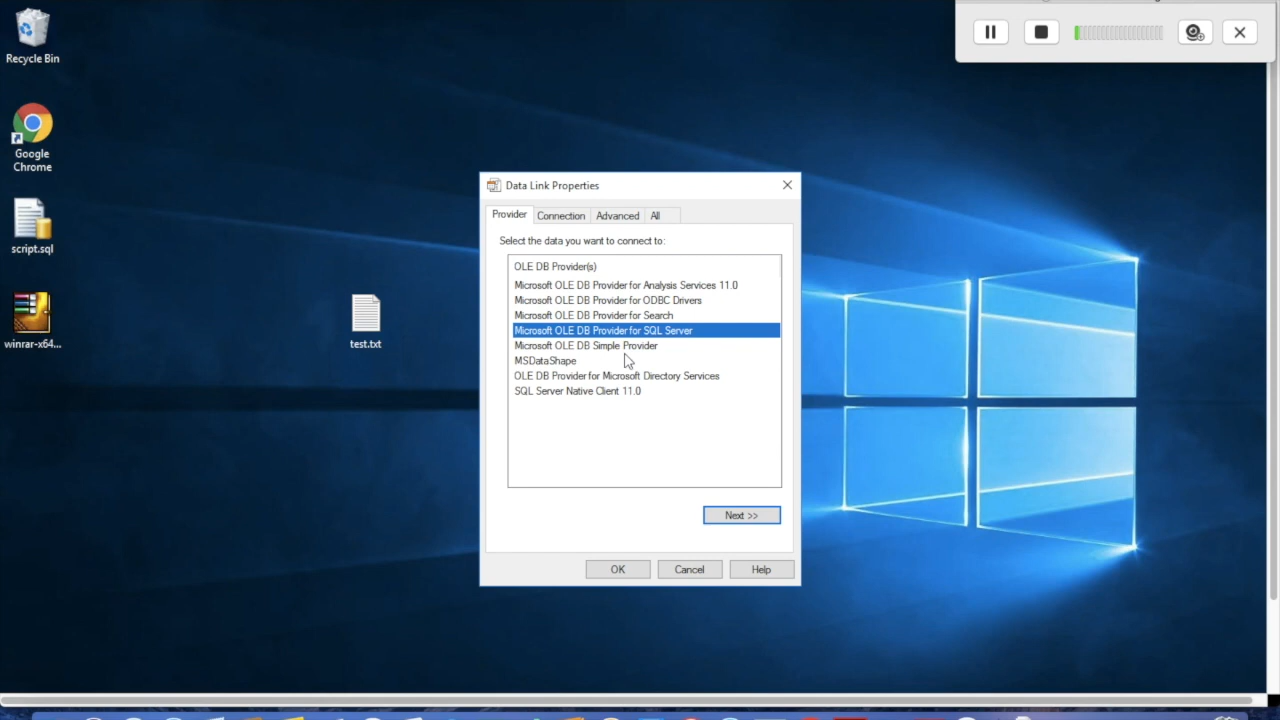 Recycle Bin
Google
Chrome
script.sql
winrar-x64...
test.txt
Data Link Properties
Provider
Connection
Advanced
All
Select the data you want to connect to:
OLE DB Provider(s)
Microsoft OLE DB Provider for Analysis Services 11.0
Microsoft OLE DB Provider for ODBC Drivers
Microsoft OLE DB Provider for Search
Microsoft OLE DB Provider for SQL Server
Microsoft OLE DB Simple Provider
MSDataShape
OLE DB Provider for Microsoft Directory Services
SQL Server Native Client 11.0
Next >>
OK
Cancel
Help